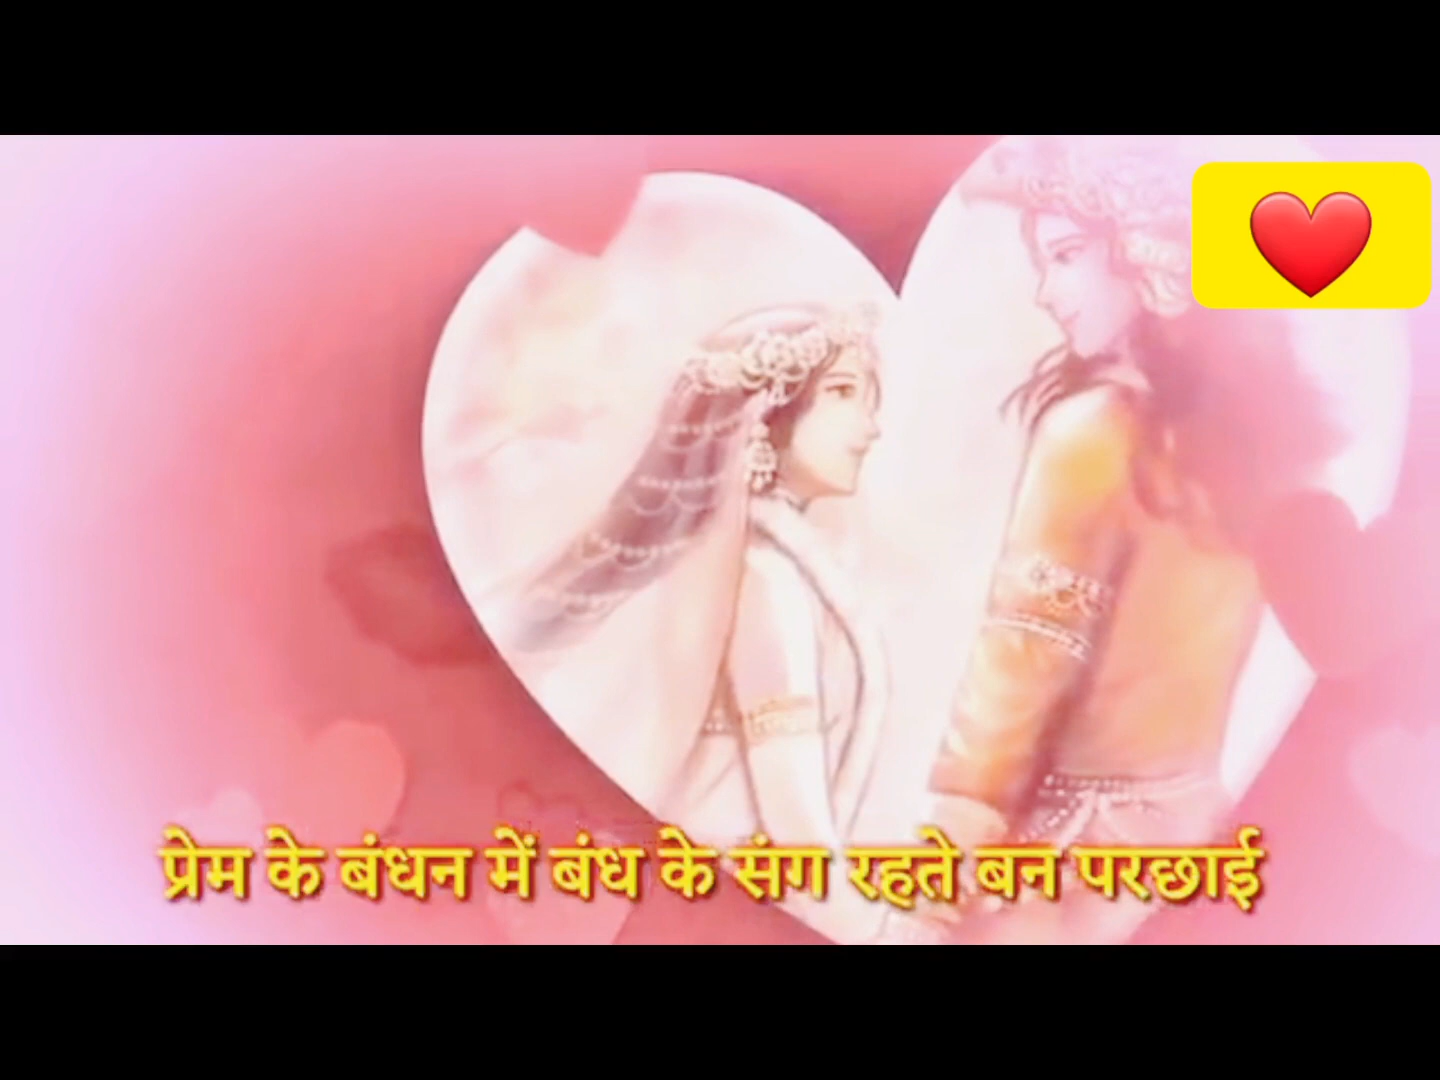 प्रेम के बंधन में बंध के संग रहते बन परछाई